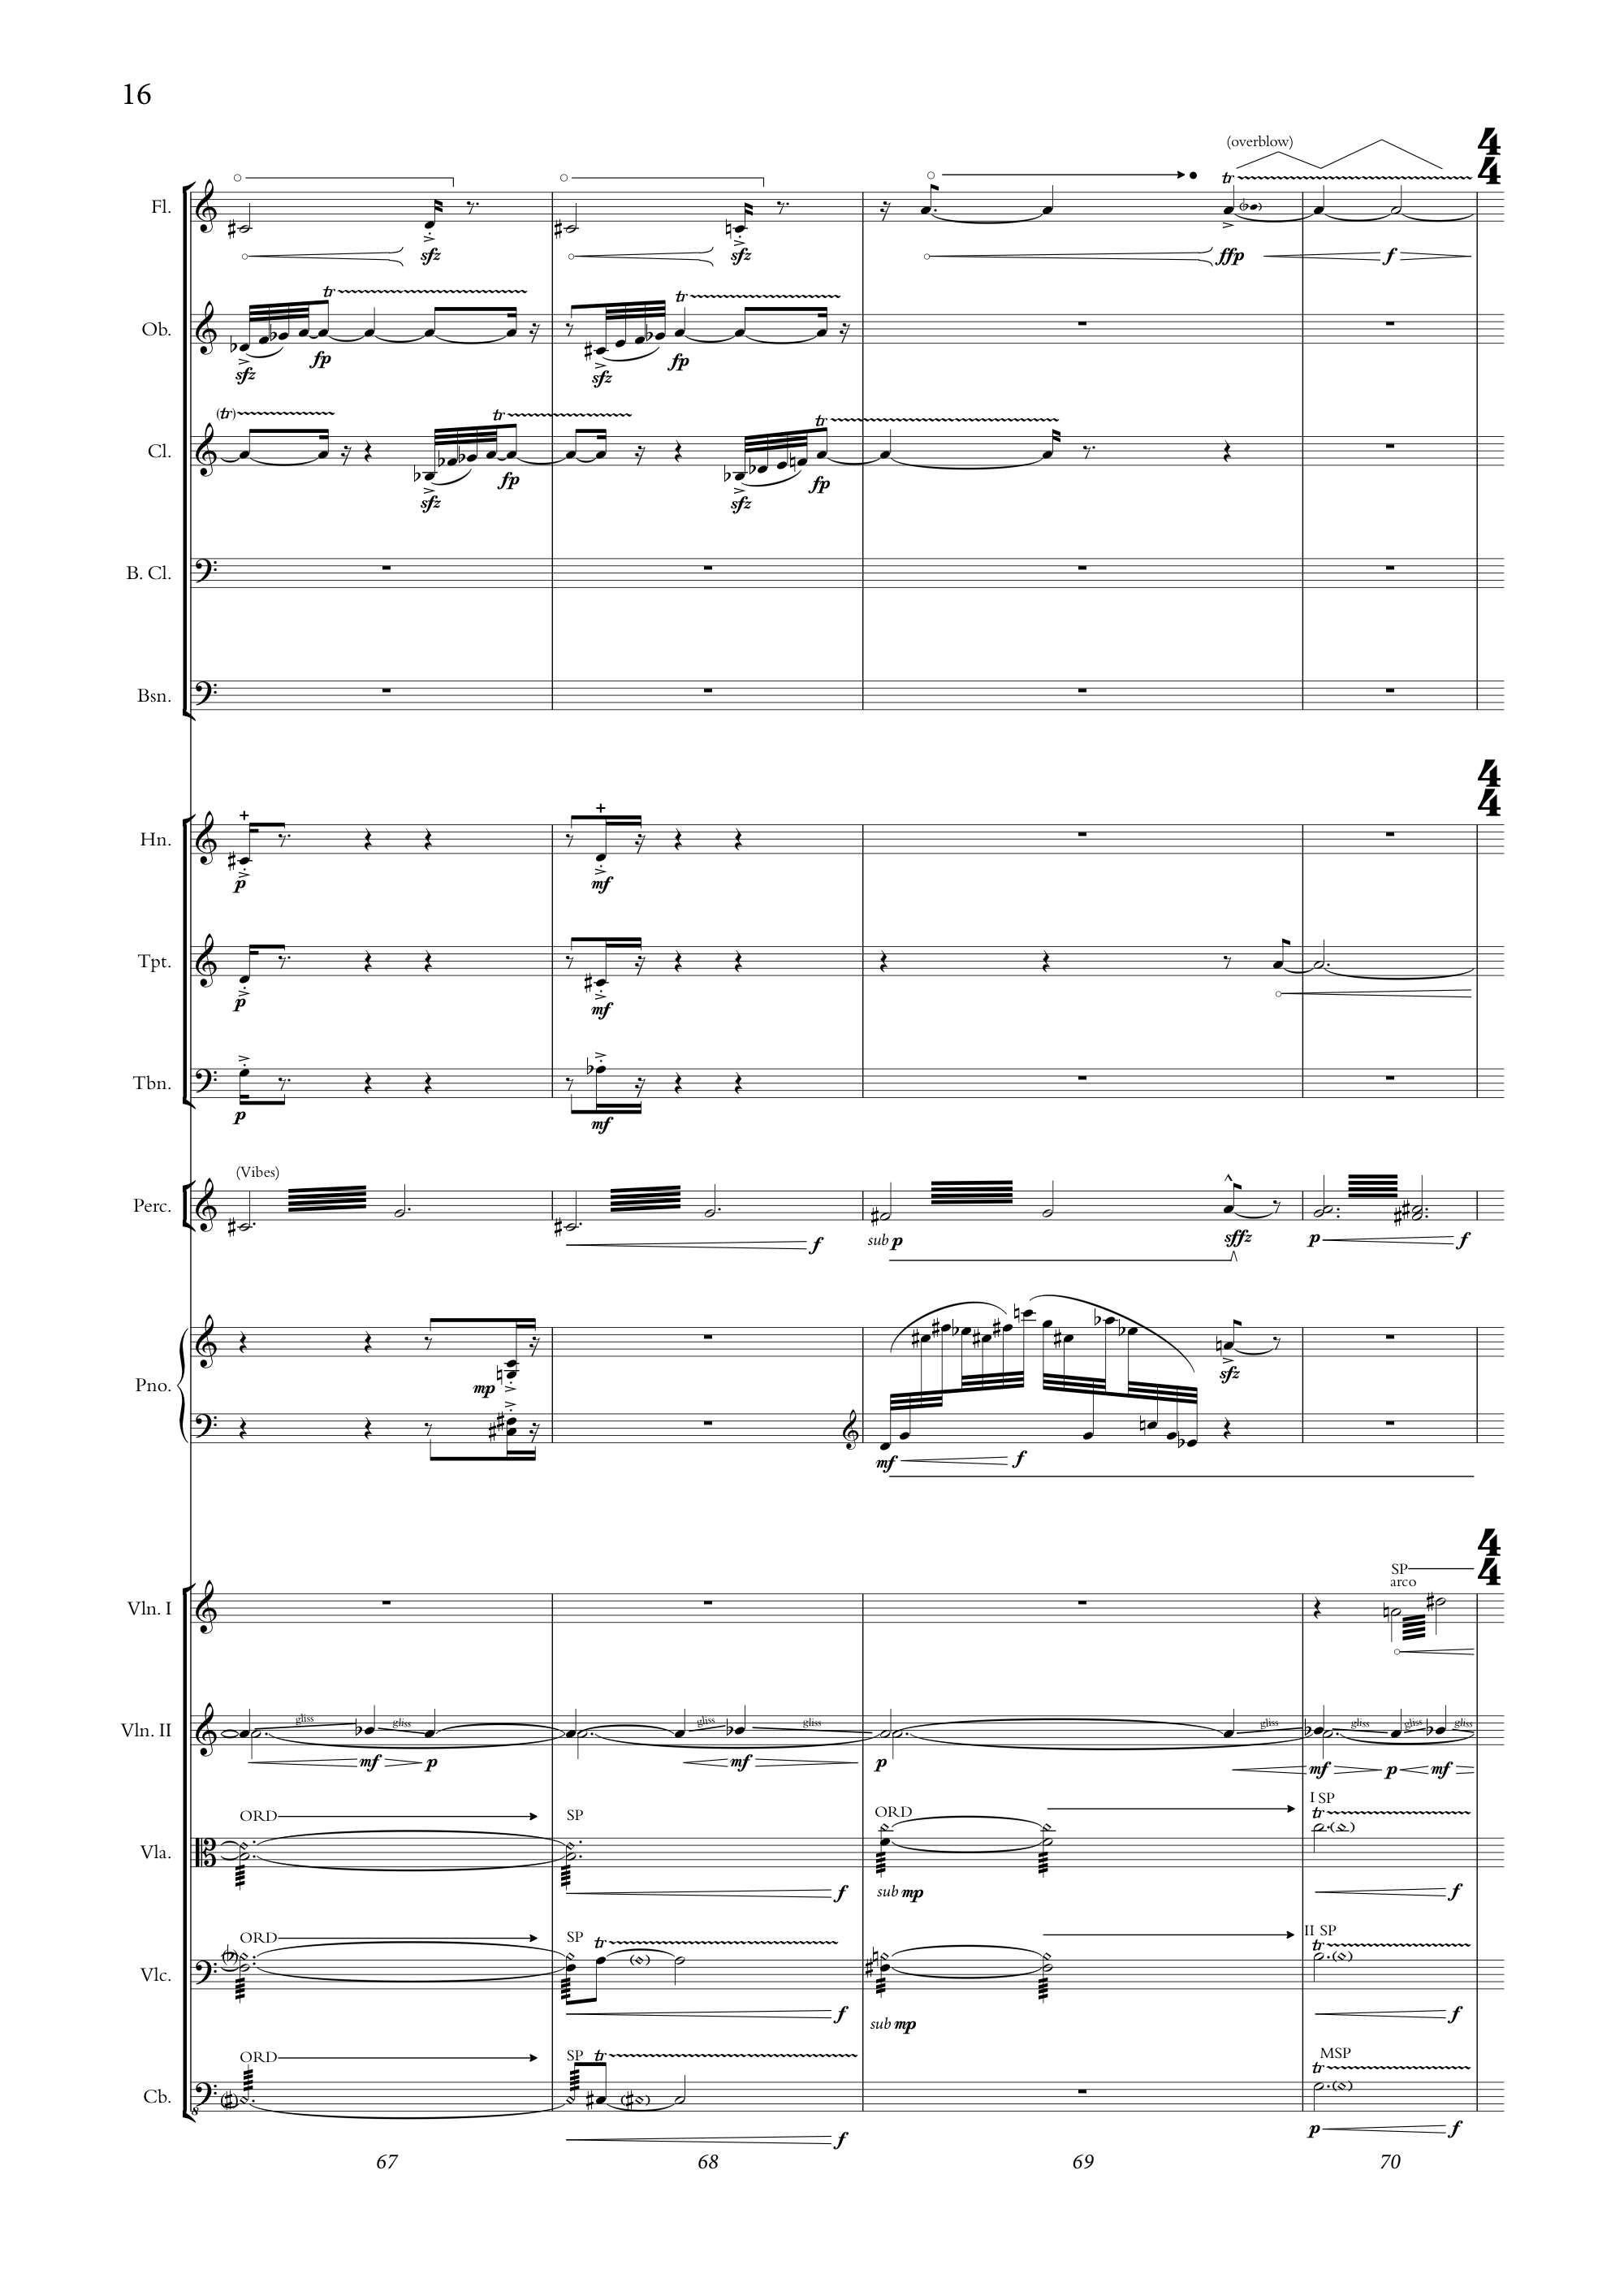 16
(overblow)
4
4
Fl.
tr
sfz
sfz
ffp
f
Ob.
tr
tr
sfz
fp
sfz
fp
Cl.
(tr)
tr
tr
sfz
fp
sfz
fp
B. Cl.
Bsn.
4
4
Hn.
p
mf
Tpt.
p
mf
Tbn.
p
mf
(Vibes)
Perc.
f
sub p
sffz
p
f
Pno.
mp
sfz
mf
f
4
4
SP
arco
Vln. I
Vln. II
gliss
gliss
gliss
gliss
gliss
gliss
gliss
gliss
mf
p
mf
p
mf
p
mf
ORD
SP
ORD
I SP
tr
Vla.
f
sub mp
f
ORD
SP
tr
II SP
tr
Vlc.
f
sub mp
f
ORD
SP
tr
MSP
tr
Cb.
8
f
p
f
67
68
69
70